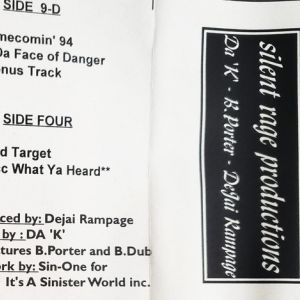 SIDE 9-D
mecomin' 94
Da Face of Danger
onus Track
SIDE FOUR
d Target
c What Ya Heard**
ced by: Dejai Rampage
by : DA 'K'
tures B.Porter and B.Dub
ork by: Sin-One for
It's A Sinister World inc.
silent rage productions
Da 'K' - B.Porter - DeJai Rampage